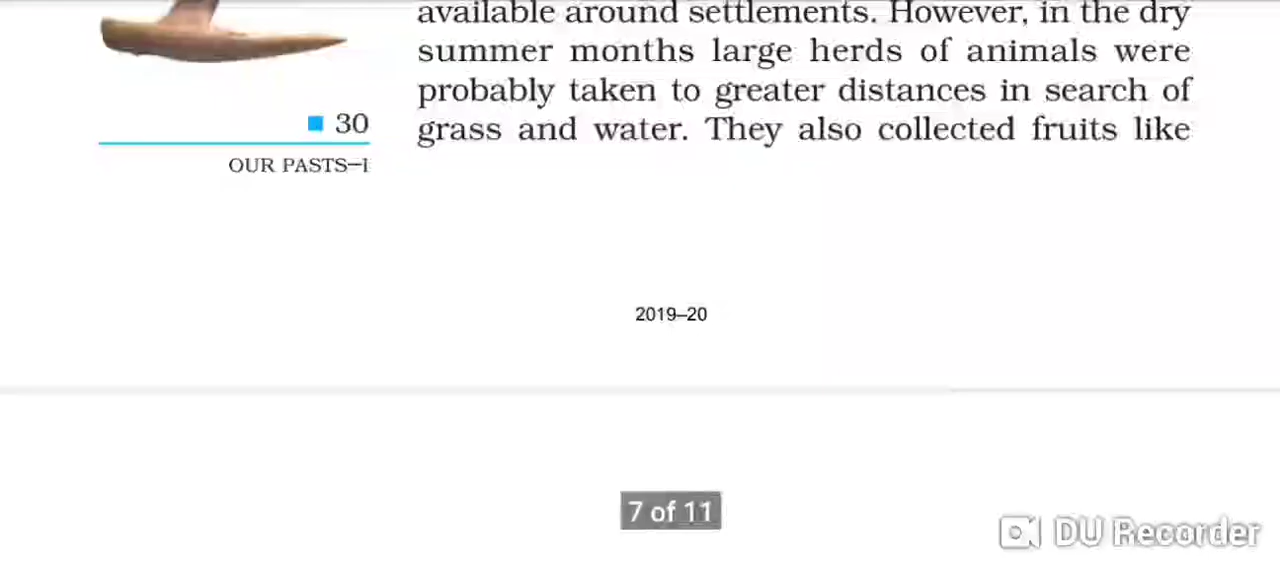 available around settlements. However, in the dry
summer months large herds of animals were
probably taken to greater distances in search of
grass and water. They also collected fruits like
30
OUR PASTS–I
2019–20
7 of 11
DU Recorder